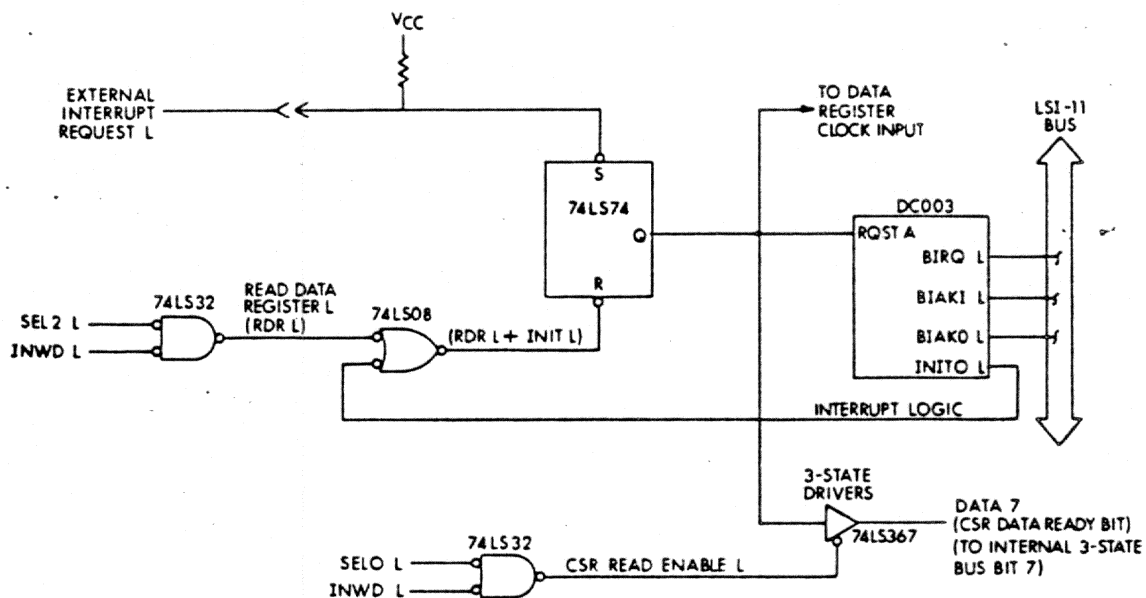 VCC
EXTERNAL
INTERRUPT
REQUEST L
TO DATA
REGISTER
CLOCK INPUT
LSI-11
BUS
S
74LS74
Q
R
DC003
RQST A
BIRQ L
BIAKI L
BIAKO L
INITO L
74LS32
SEL2 L
INWD L
READ DATA
REGISTER L
(RDR L)
74LS08
(RDR L + INIT L)
INTERRUPT LOGIC
3-STATE
DRIVERS
74LS367
DATA 7
(CSR DATA READY BIT)
(TO INTERNAL 3-STATE
BUS BIT 7)
74LS32
SELO L
INWD L
CSR READ ENABLE L